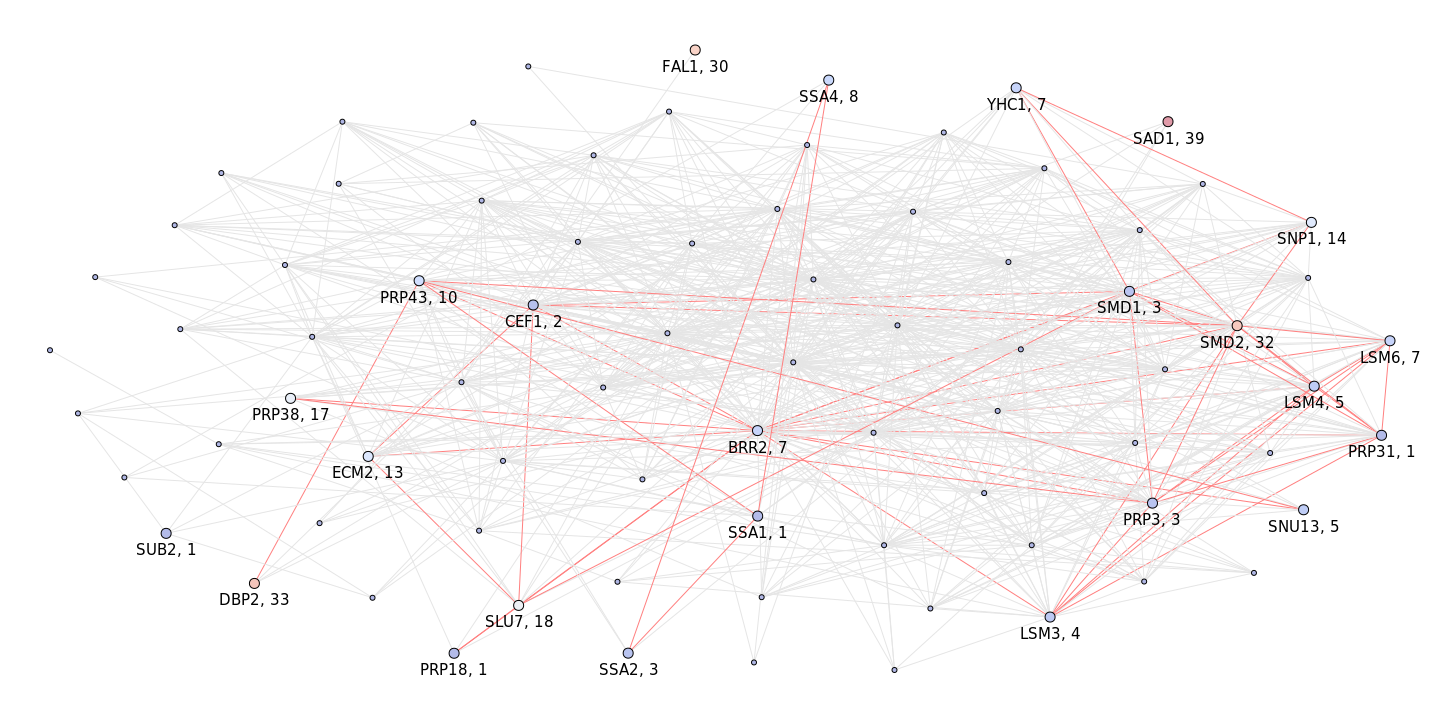 FAL1, 30
SSA4, 8
YHC1, 7
SAD1, 39
SNP1, 14
PRP43, 10
SMD1, 3
CEF1, 2
SMD2, 32
LSM6, 7
LSM4, 5
PRP38, 17
BRR2, 7
PRP31, 1
ECM2, 13
PRP3, 3
SNU13, 5
SSA1, 1
SUB2, 1
DBP2, 33
SLU7, 18
LSM3, 4
PRP18, 1
SSA2, 3